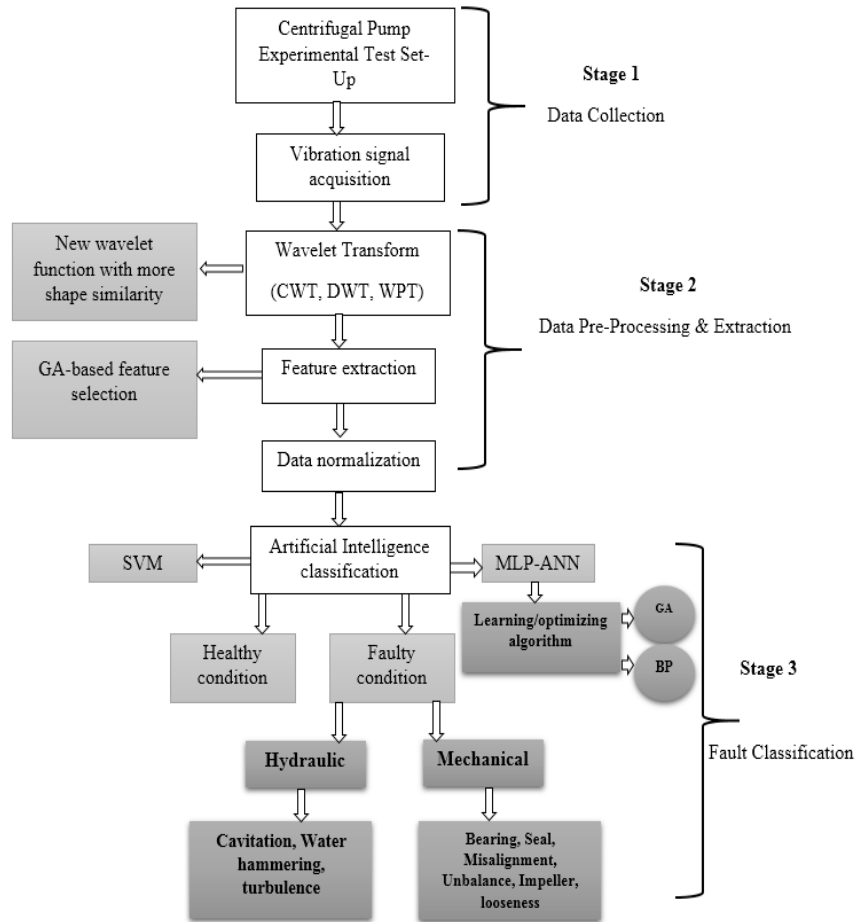 Centrifugal Pump
Experimental Test Set-
Up
Stage 1
Data Collection
Vibration signal
acquisition
New wavelet
function with more
shape similarity
Wavelet Transform
(CWT, DWT, WPT)
Stage 2
Data Pre-Processing & Extraction
GA-based feature
selection
Feature extraction
Data normalization
SVM
Artificial Intelligence
classification
MLP-ANN
Learning/optimizing
algorithm
GA
BP
Healthy
condition
Faulty
condition
Stage 3
Fault Classification
Hydraulic
Mechanical
Cavitation, Water
hammering,
turbulence
Bearing, Seal,
Misalignment,
Unbalance, Impeller,
looseness